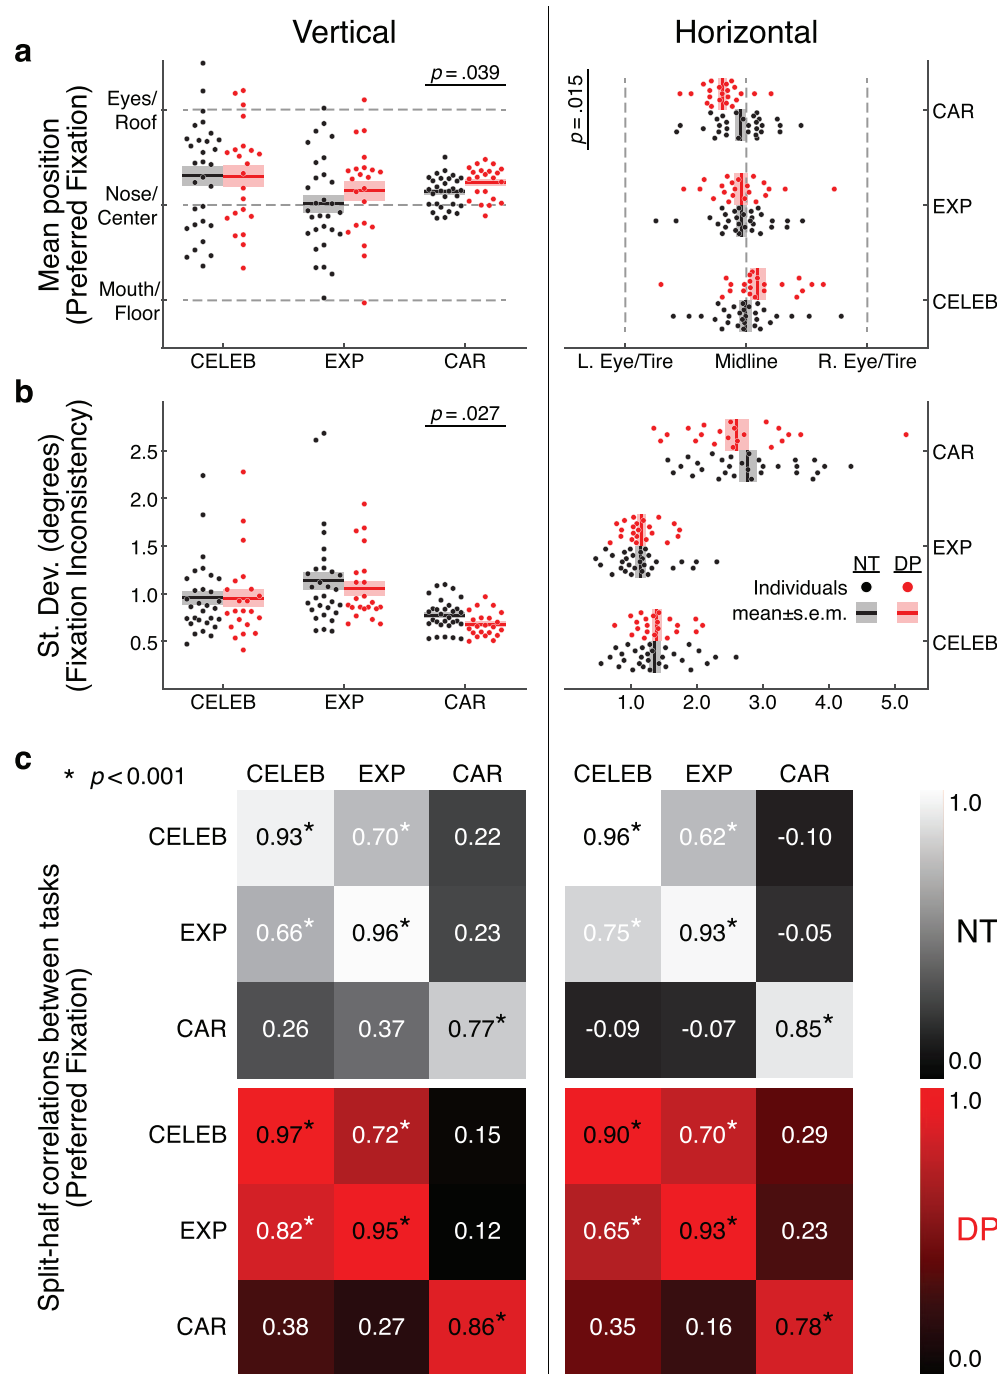 Vertical
Horizontal
a
Mean position
(Preferred Fixation)
Eyes/
Roof
Nose/
Center
Mouth/
Floor
p = .039
CELEB EXP CAR
p = .015
CAR
EXP
CELEB
L. Eye/Tire Midline R. Eye/Tire
b
St. Dev. (degrees)
(Fixation Inconsistency)
2.5
2.0
1.5
1.0
0.5
p = .027
CELEB EXP CAR
CAR
EXP
CELEB
NT DP
Individuals
mean±s.e.m.
1.0 2.0 3.0 4.0 5.0
c
* p < 0.001
Split-half correlations between tasks
(Preferred Fixation)
CELEB EXP CAR CELEB EXP CAR
CELEB 0.93* 0.70* 0.22 0.96* 0.62* -0.10
EXP 0.66* 0.96* 0.23 0.75* 0.93* -0.05
CAR 0.26 0.37 0.77* -0.09 -0.07 0.85*
1.0
NT
0.0
CELEB 0.97* 0.72* 0.15 0.90* 0.70* 0.29
EXP 0.82* 0.95* 0.12 0.65* 0.93* 0.23
CAR 0.38 0.27 0.86* 0.35 0.16 0.78*
1.0
DP
0.0